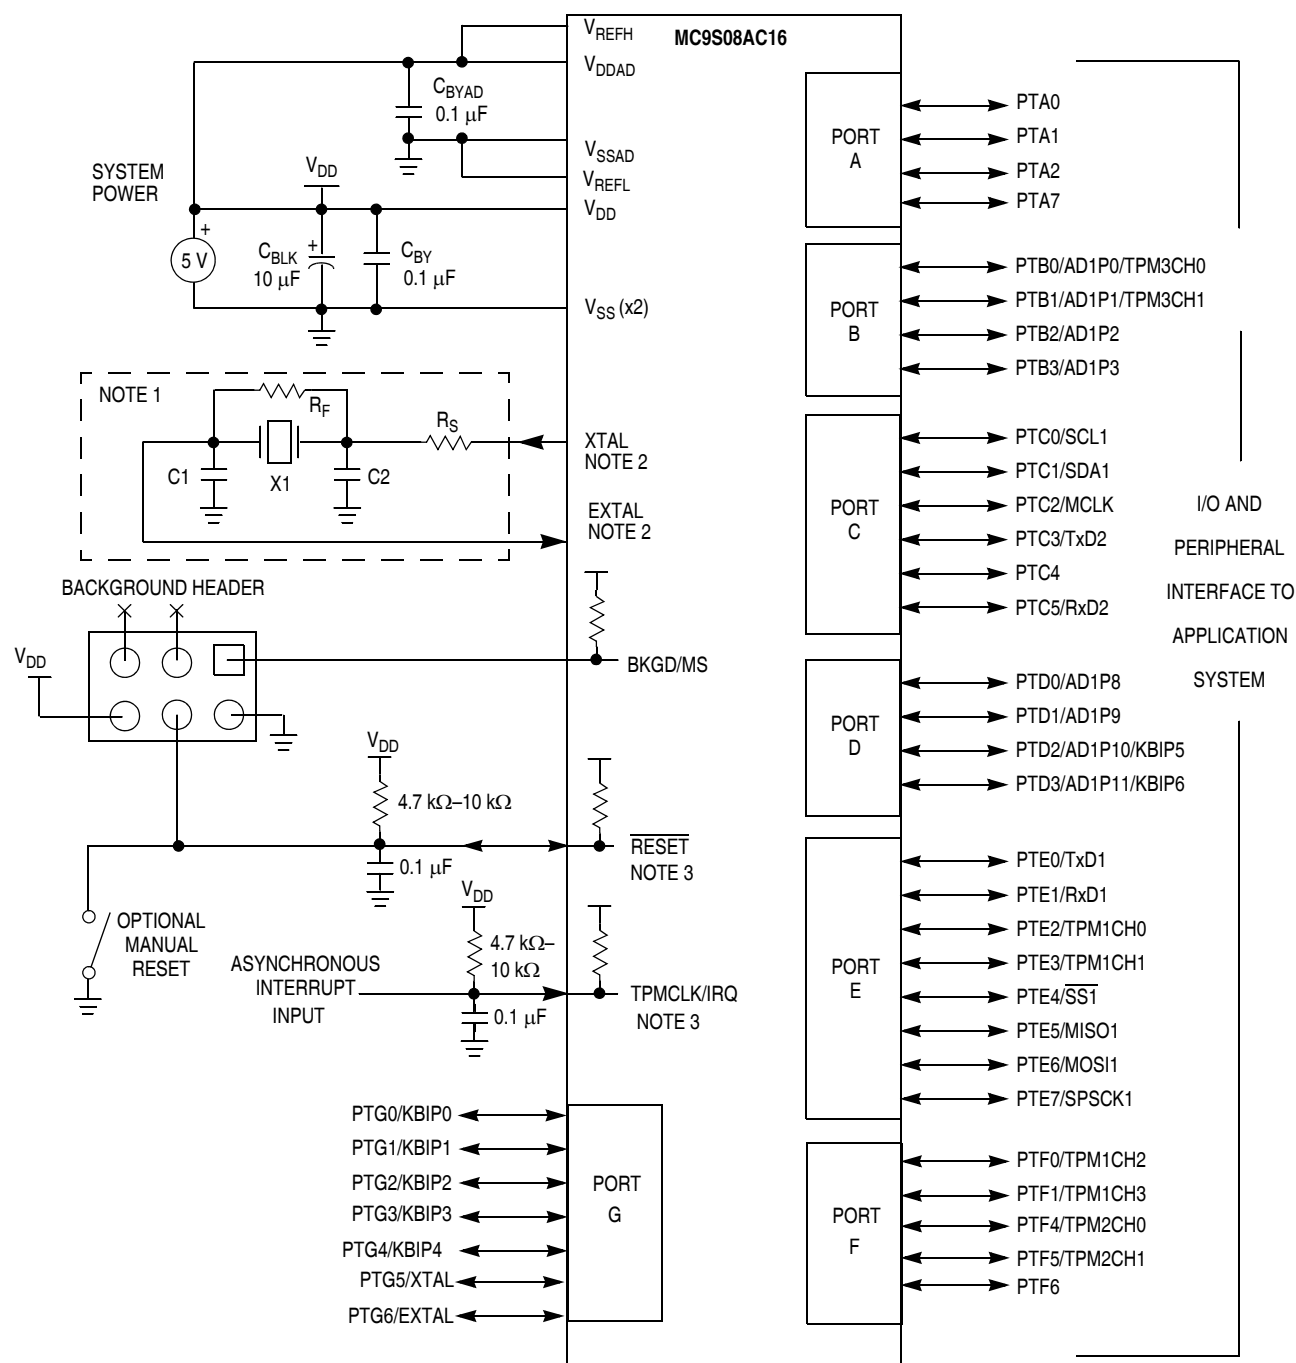 MC9S08AC16
VREFH
VDDAD
CBYAD
0.1 µF
VSSAD
VREFL
SYSTEM
POWER
VDD
VDD
+
5 V
CBLK
+
10 µF
CBY
0.1 µF
VSS (x2)
NOTE 1
RF
RS
C1
X1
C2
XTAL
NOTE 2
EXTAL
NOTE 2
BACKGROUND HEADER
VDD
BKGD/MS
VDD
4.7 kΩ–10 kΩ
0.1 µF
RESET
NOTE 3
OPTIONAL
MANUAL
RESET
VDD
4.7 kΩ–
10 kΩ
ASYNCHRONOUS
INTERRUPT
INPUT
0.1 µF
TPMCLK/IRQ
NOTE 3
PTG0/KBIP0
PTG1/KBIP1
PTG2/KBIP2
PTG3/KBIP3
PTG4/KBIP4
PTG5/XTAL
PTG6/EXTAL
PORT
G
PORT
A
PTA0
PTA1
PTA2
PTA7
PORT
B
PTB0/AD1P0/TPM3CH0
PTB1/AD1P1/TPM3CH1
PTB2/AD1P2
PTB3/AD1P3
PORT
C
PTC0/SCL1
PTC1/SDA1
PTC2/MCLK
PTC3/TxD2
PTC4
PTC5/RxD2
PORT
D
PTD0/AD1P8
PTD1/AD1P9
PTD2/AD1P10/KBIP5
PTD3/AD1P11/KBIP6
PORT
E
PTE0/TxD1
PTE1/RxD1
PTE2/TPM1CH0
PTE3/TPM1CH1
PTE4/SS1
PTE5/MISO1
PTE6/MOSI1
PTE7/SPSCK1
PORT
F
PTF0/TPM1CH2
PTF1/TPM1CH3
PTF4/TPM2CH0
PTF5/TPM2CH1
PTF6
I/O AND
PERIPHERAL
INTERFACE TO
APPLICATION
SYSTEM